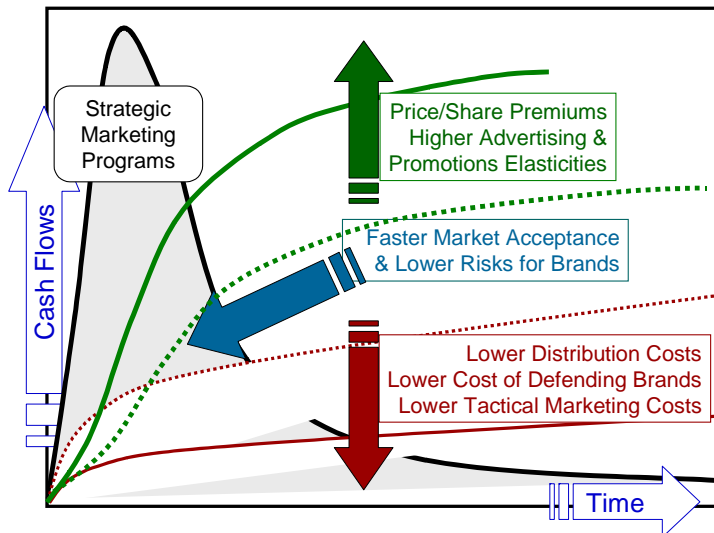 Strategic
Marketing
Programs
Price/Share Premiums
Higher Advertising &
Promotions Elasticities
Cash Flows
Faster Market Acceptance
& Lower Risks for Brands
Lower Distribution Costs
Lower Cost of Defending Brands
Lower Tactical Marketing Costs
Time